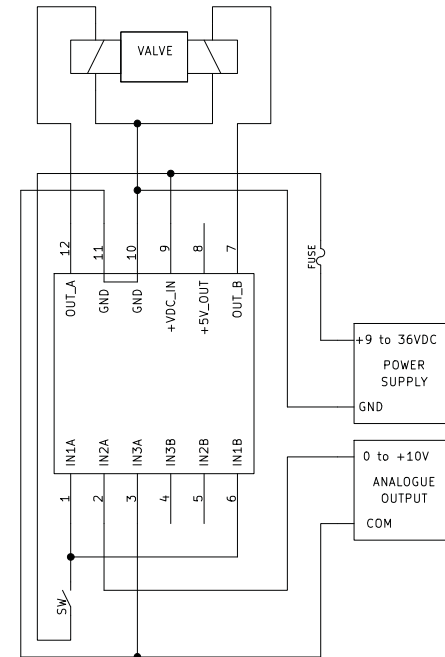 VALVE
12
11
10
9
8
7
OUT_A
GND
GND
+VDC_IN
+5V_OUT
OUT_B
FUSE
+9 to 36VDC
POWER
SUPPLY
GND
IN1A
IN2A
IN3A
IN3B
IN2B
IN1B
1
2
3
4
5
6
0 to +10V
ANALOGUE
OUTPUT
COM
SW